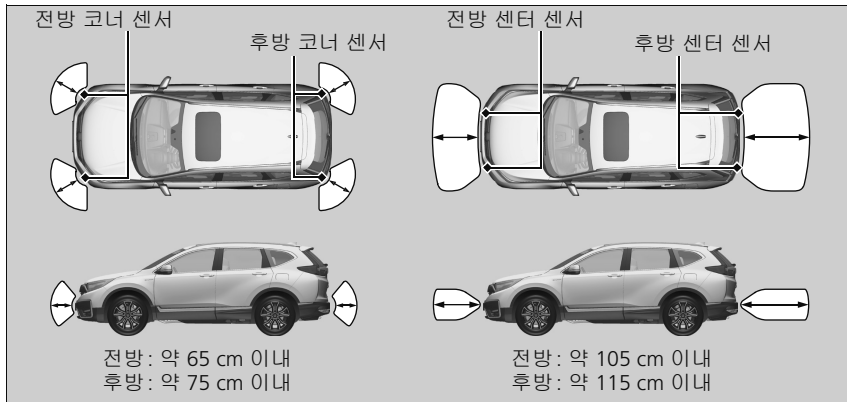 전방 코너 센서
후방 코너 센서
전방 센터 센서
후방 센터 센서
전방: 약 65 cm 이내
후방: 약 75 cm 이내
전방: 약 105 cm 이내
후방: 약 115 cm 이내